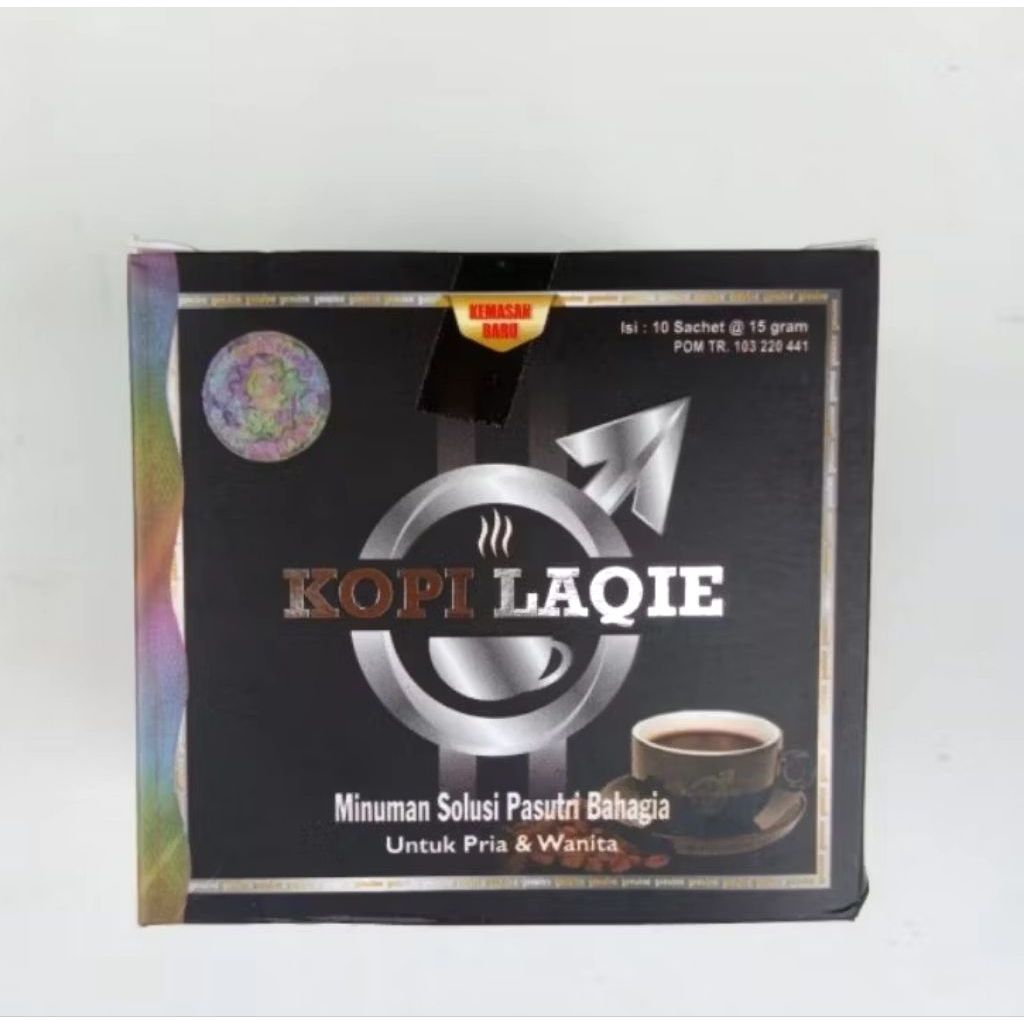 KEMASAN
BARU
Isi : 10 Sachet @ 15 gram
POM TR. 103 220 441
KOPI LAQIE
Minuman Solusi Pasutri Bahagia
Untuk Pria & Wanita